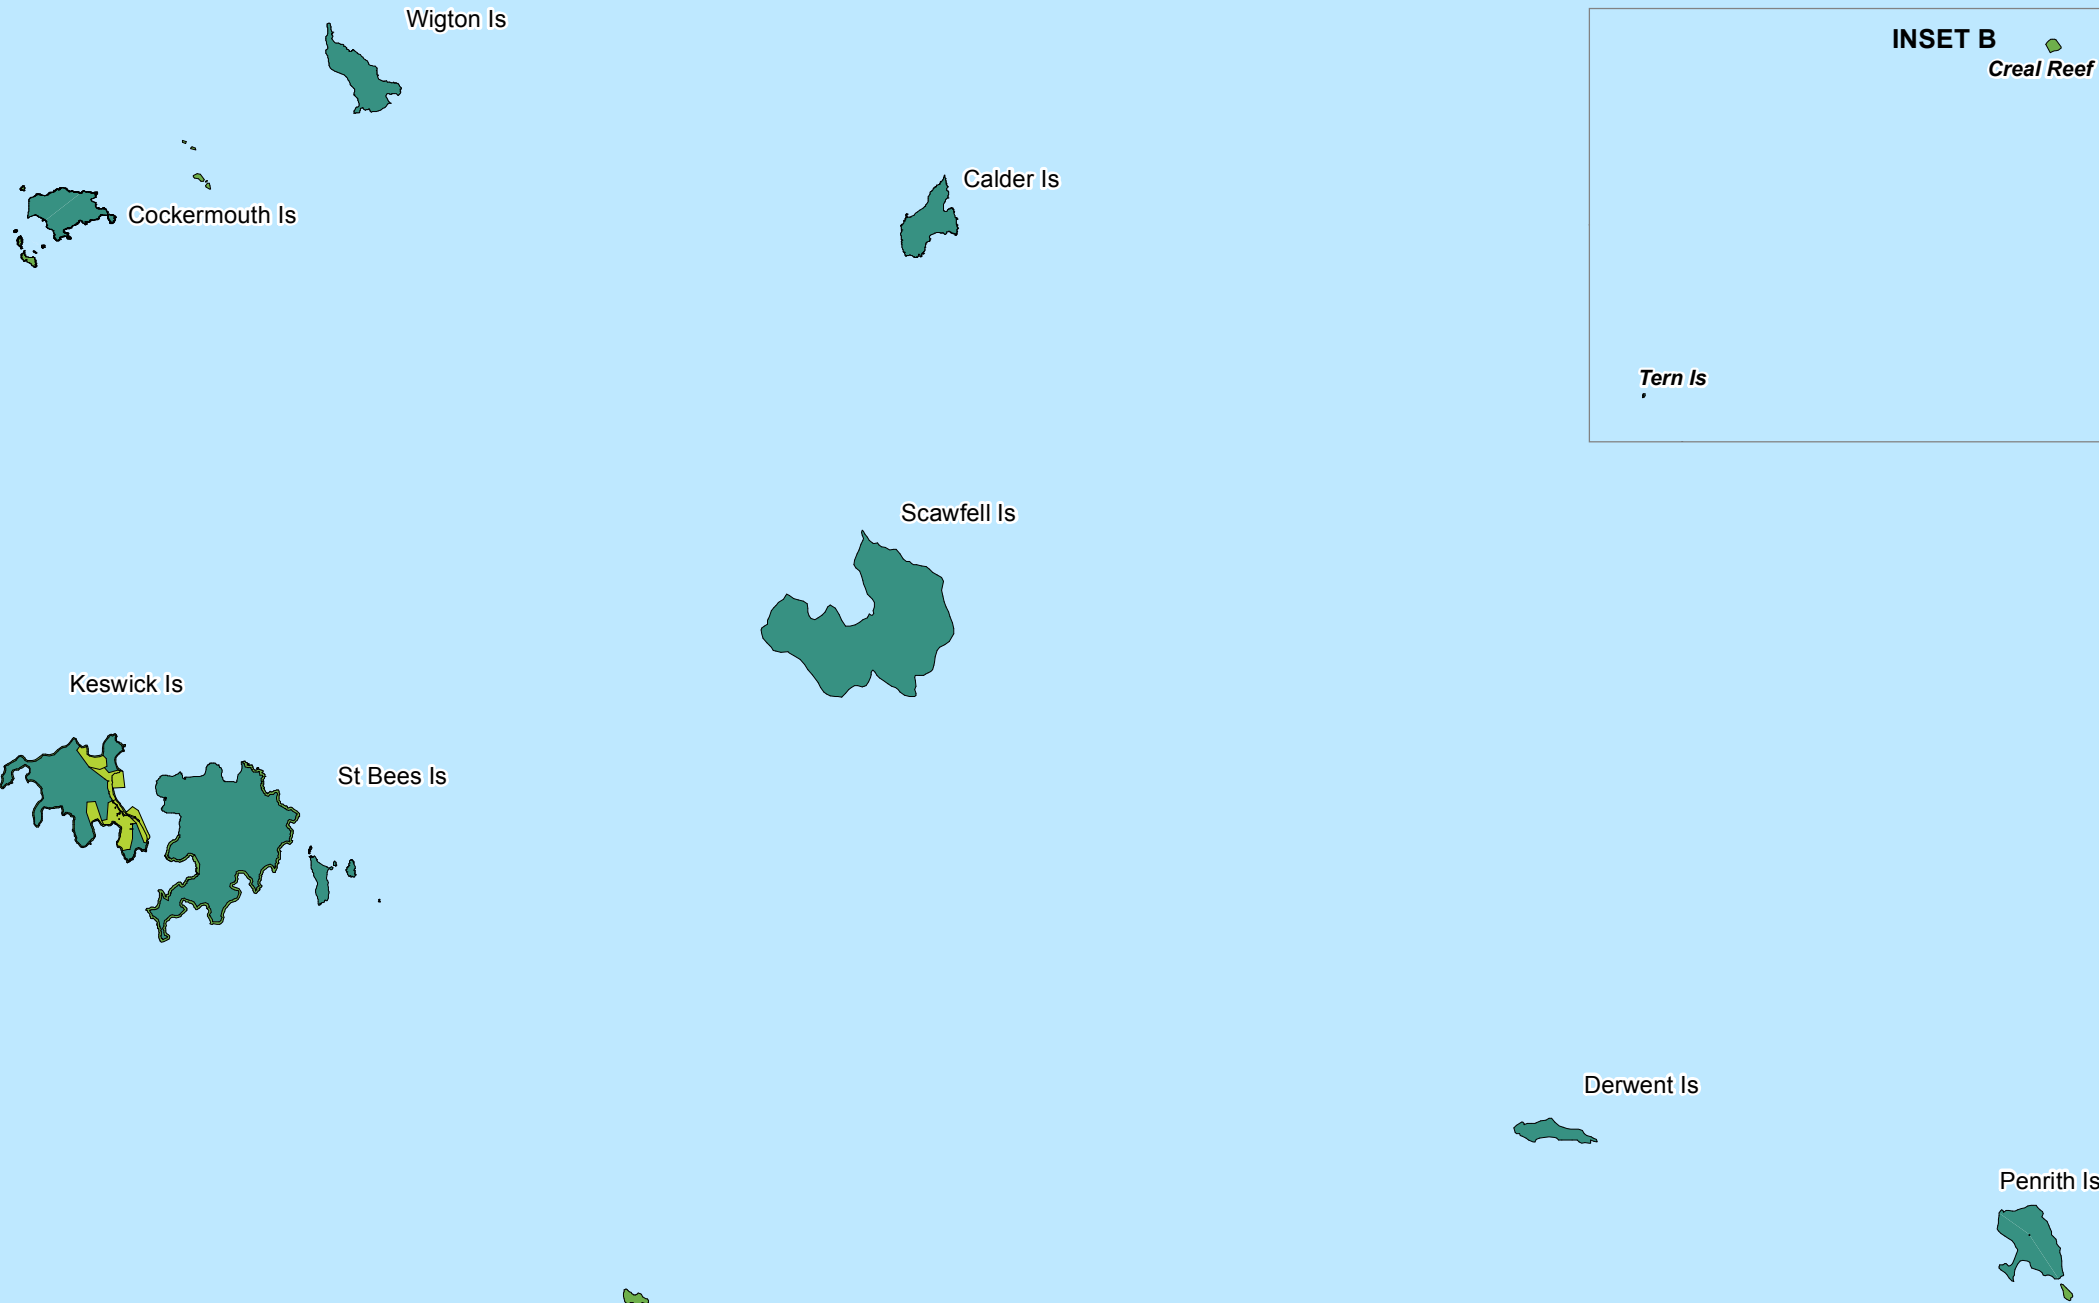 Wigton Is
INSET B
Creal Reef
Calder Is
Cockermouth Is
Tern Is
Scawfell Is
Keswick Is
St Bees Is
Derwent Is
Penrith Is